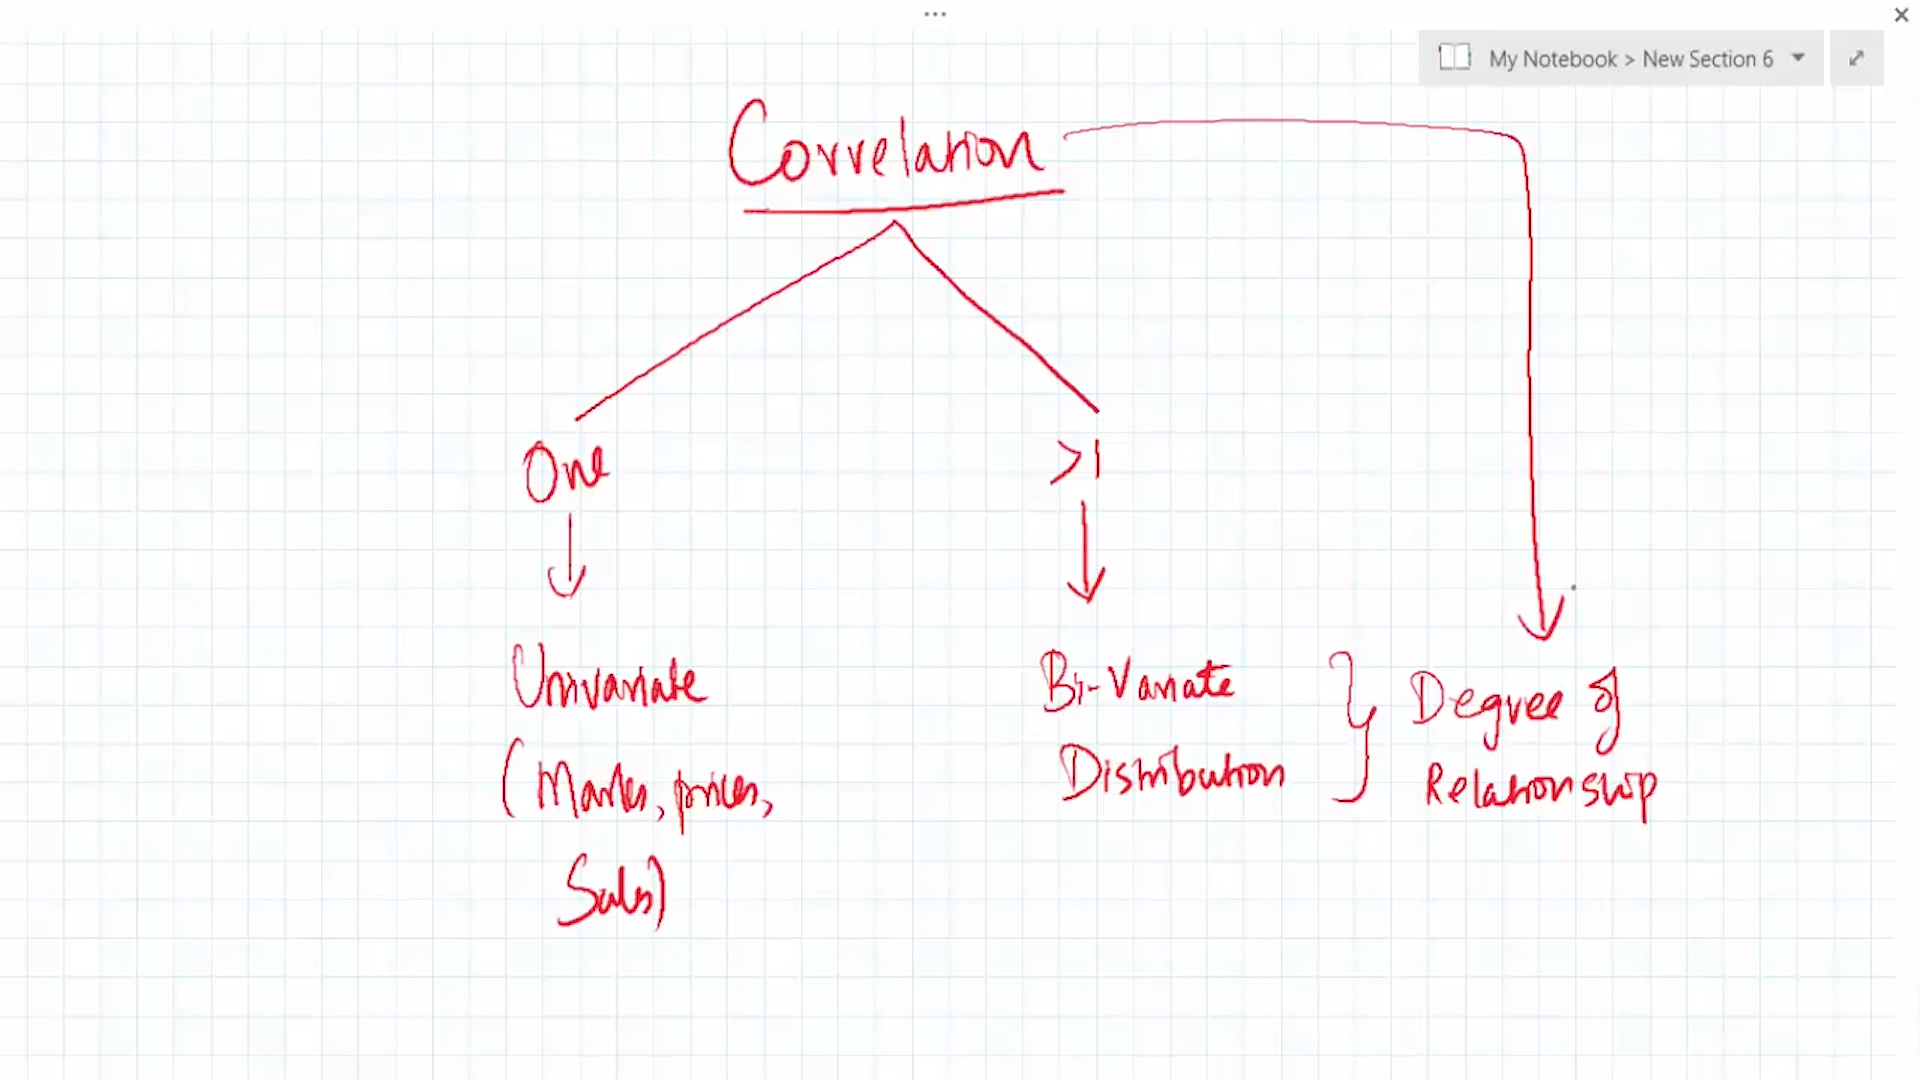 ...
My Notebook > New Section 6
Correlation
One
>1
Univariate
(Marks, prices,
Sales)
Bi-Variate
Distribution
Degree of
Relationship